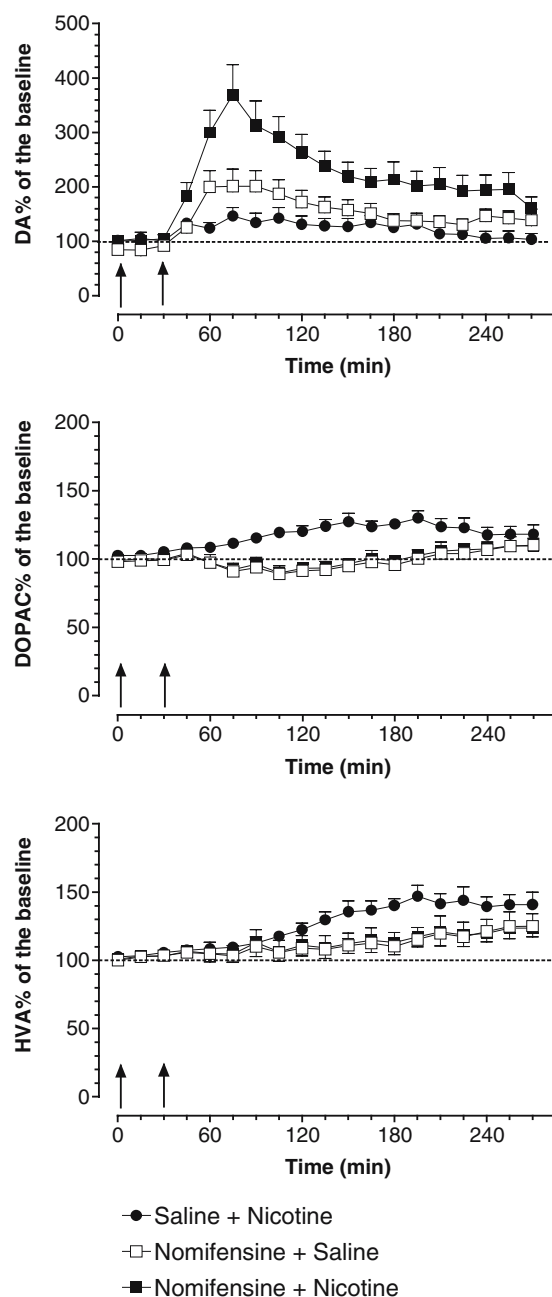 DA% of the baseline
500
400
300
200
100
0
0 60 120 180 240
Time (min)
DOPAC% of the baseline
200
150
100
50
0
0 60 120 180 240
Time (min)
HVA% of the baseline
200
150
100
50
0
0 60 120 180 240
Time (min)
Saline + Nicotine
Nomifensine + Saline
Nomifensine + Nicotine